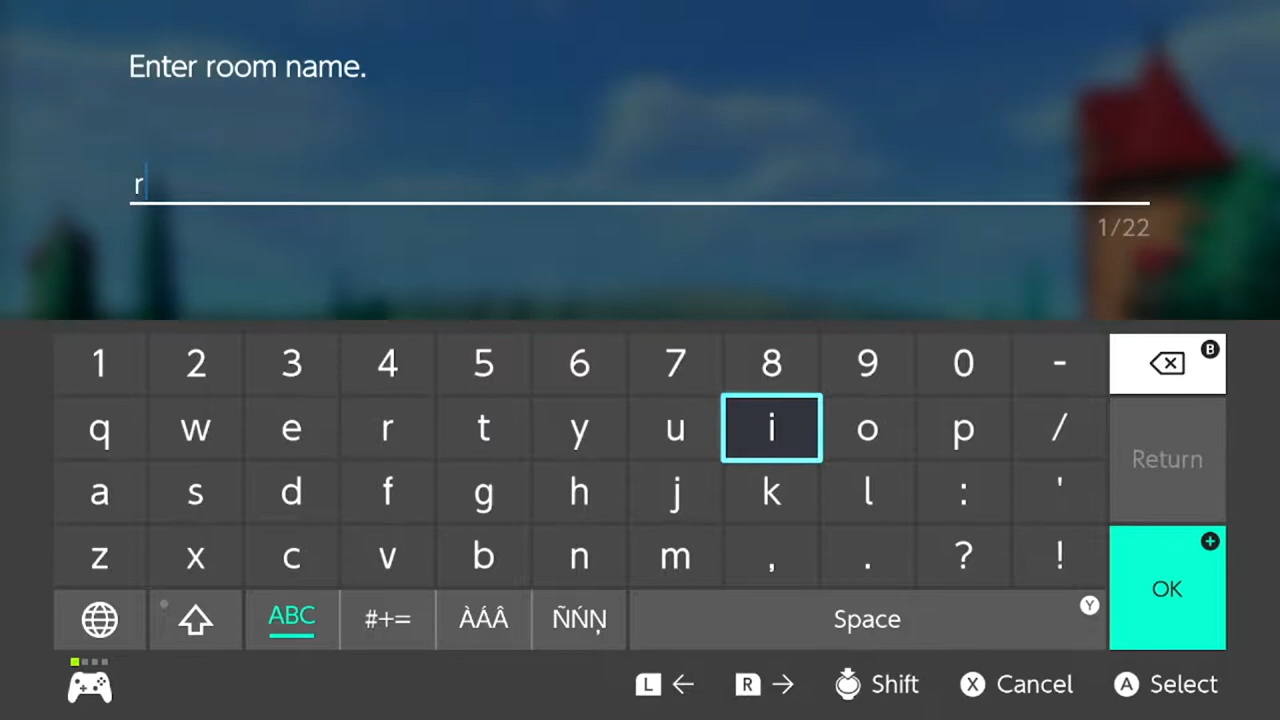 Enter room name.
r
1/22
1 2 3 4 5 6 7 8 9 0 - B
q w e r t y u i o p /
Return
a s d f g h j k l : '
z x c v b n m , . ? ! +
OK
ABC #+= ÀÁÂ ÑŃŅ Space Y
L ← R → Shift X Cancel A Select